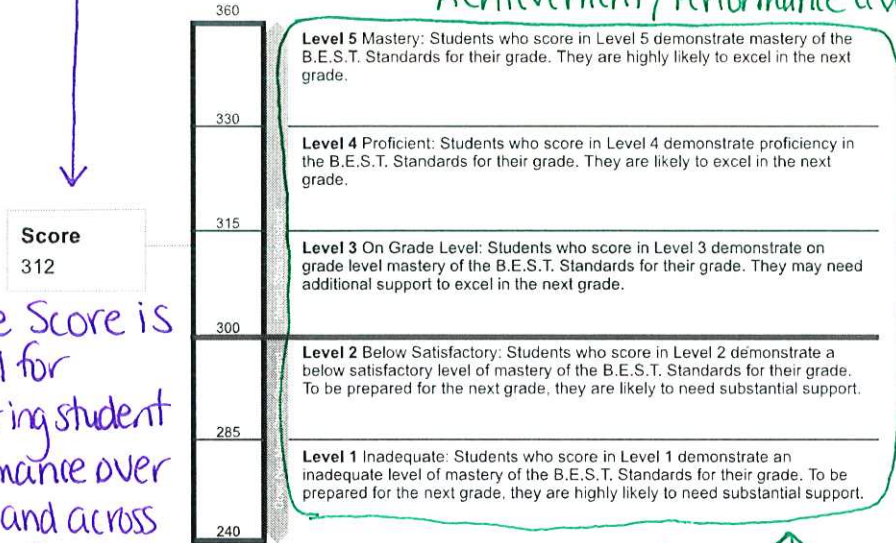 Achievement/Performance
360
Level 5 Mastery: Students who score in Level 5 demonstrate mastery of the
B.E.S.T. Standards for their grade. They are highly likely to excel in the next
grade.
330
Level 4 Proficient: Students who score in Level 4 demonstrate proficiency in
the B.E.S.T. Standards for their grade. They are likely to excel in the next
grade.
315
Score
312
Level 3 On Grade Level: Students who score in Level 3 demonstrate on
grade level mastery of the B.E.S.T. Standards for their grade. They may need
additional support to excel in the next grade.
300
Level 2 Below Satisfactory: Students who score in Level 2 demonstrate a
below satisfactory level of mastery of the B.E.S.T. Standards for their grade.
To be prepared for the next grade, they are likely to need substantial support.
285
Level 1 Inadequate: Students who score in Level 1 demonstrate an
inadequate level of mastery of the B.E.S.T. Standards for their grade. To be
prepared for the next grade, they are highly likely to need substantial support.
240
Score is
for
student
over
and across